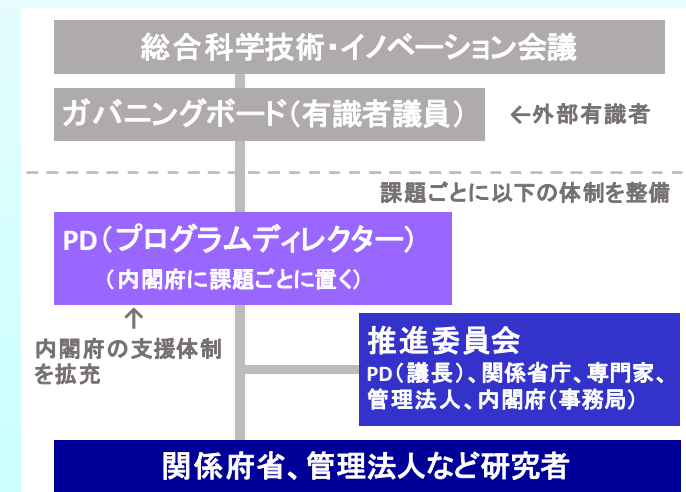 総合科学技術・イノベーション会議
ガバニングボード（有識者議員）
←外部有識者
課題ごとに以下の体制を整備
PD（プログラムディレクター）
（内閣府に課題ごとに置く）
↑
内閣府の支援体制
を拡充
推進委員会
PD（議長）、関係省庁、専門家、
管理法人、内閣府（事務局）
関係府省、管理法人など研究者